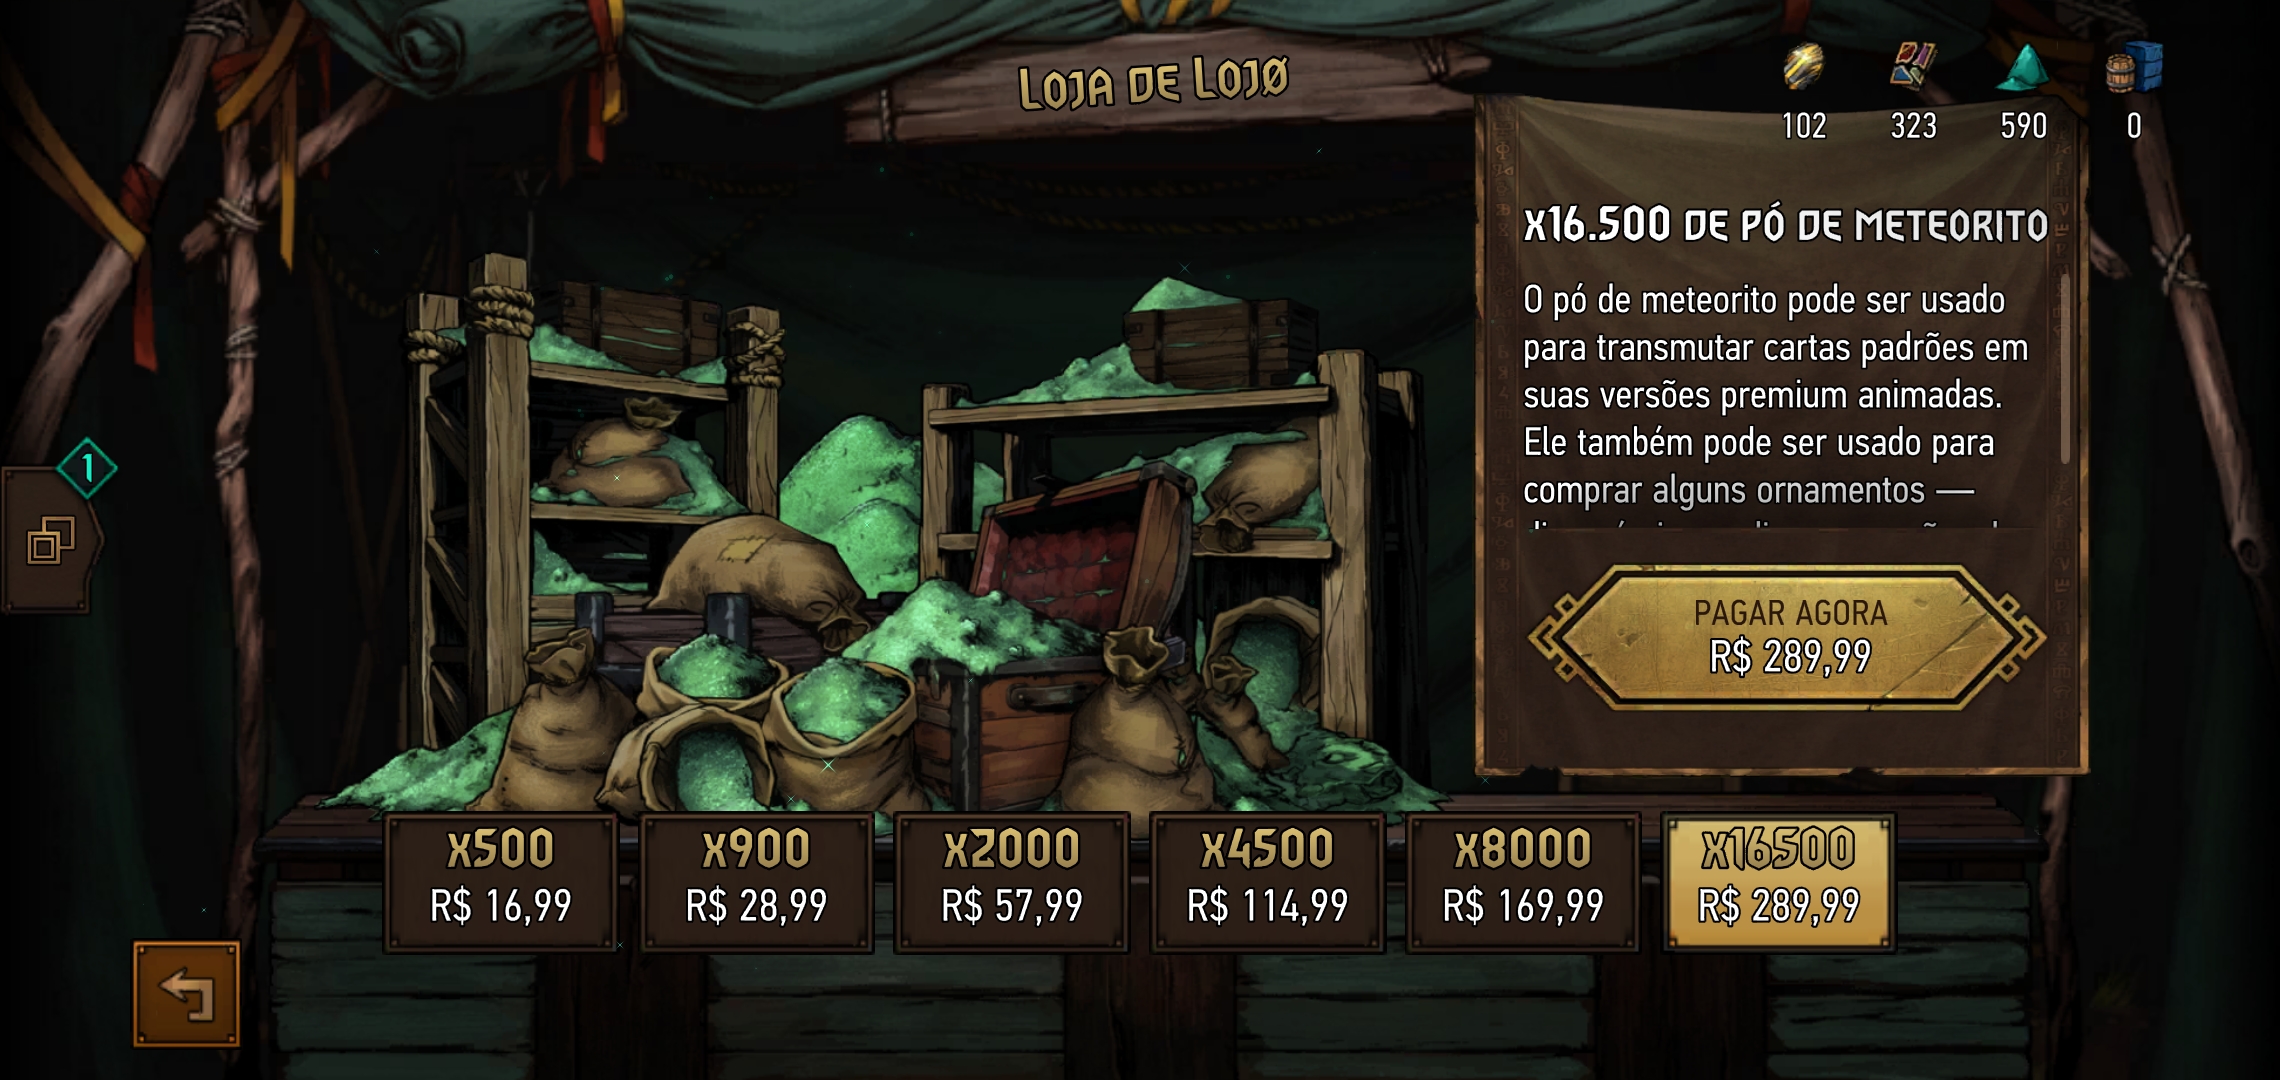 LOJA DE LOJØ
102 323 590 0
X16.500 DE PÓ DE METEORITO
O pó de meteorito pode ser usado
para transmutar cartas padrões em
suas versões premium animadas.
Ele também pode ser usado para
comprar alguns ornamentos —
PAGAR AGORA
R$ 289,99
1
X500
R$ 16,99
X900
R$ 28,99
X2000
R$ 57,99
X4500
R$ 114,99
X8000
R$ 169,99
X16500
R$ 289,99